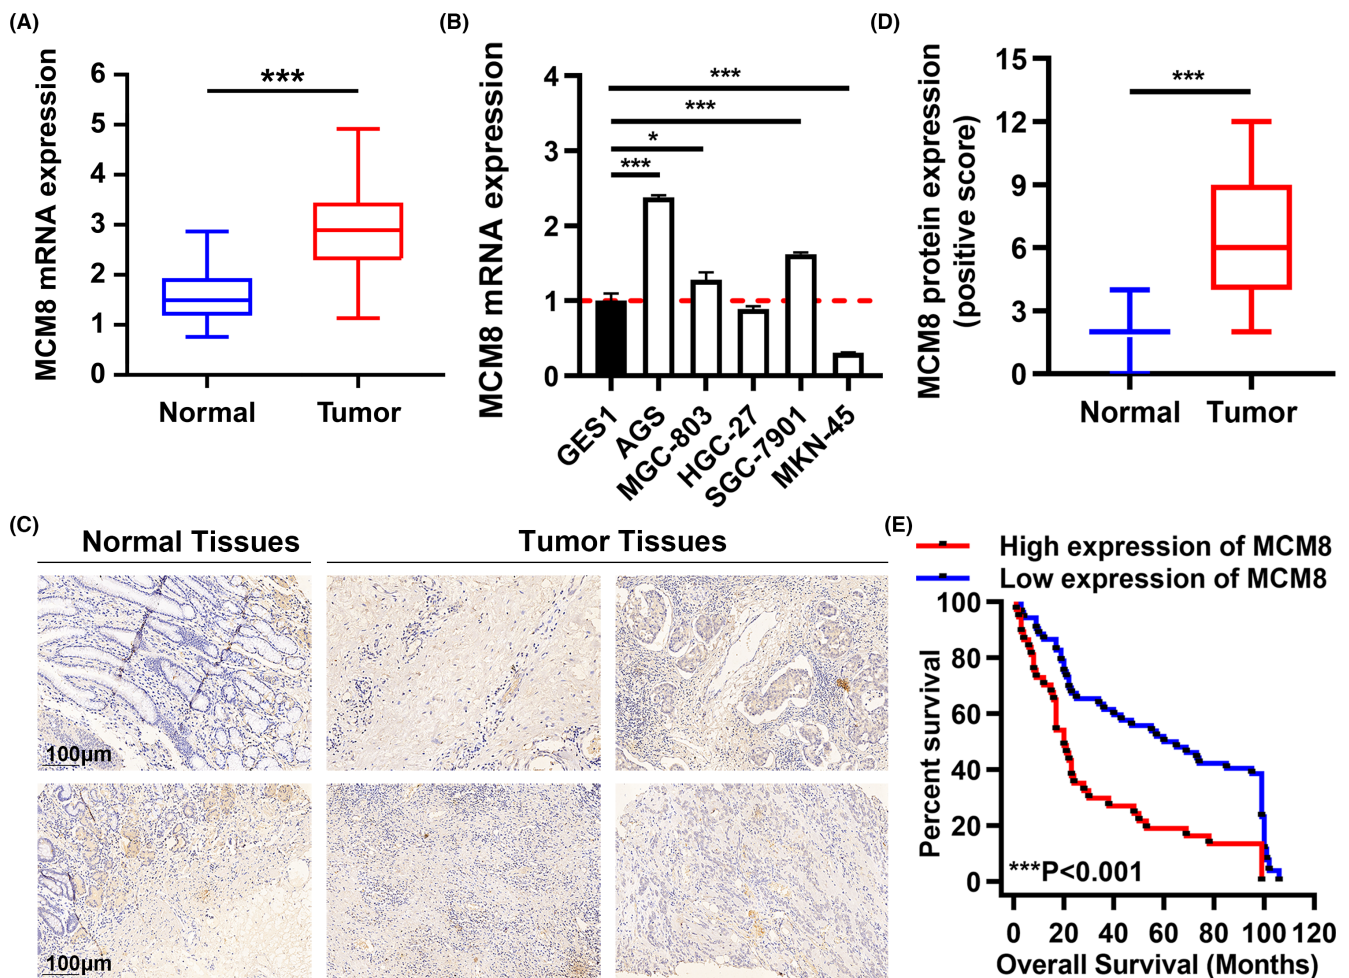 (A)
MCM8 mRNA expression
6
5
4
3
2
1
0
***
Normal
Tumor
(B)
MCM8 mRNA expression
4
3
2
1
0
***
***
*
***
GES1
AGS
MGC-803
HGC-27
SGC-7901
MKN-45
(D)
MCM8 protein expression
(positive score)
15
12
9
6
3
0
***
Normal
Tumor
(C)
Normal Tissues
Tumor Tissues
100μm
100μm
(E)
High expression of MCM8
Low expression of MCM8
Percent survival
100
80
60
40
20
0
***P<0.001
0 20 40 60 80 100 120
Overall Survival (Months)